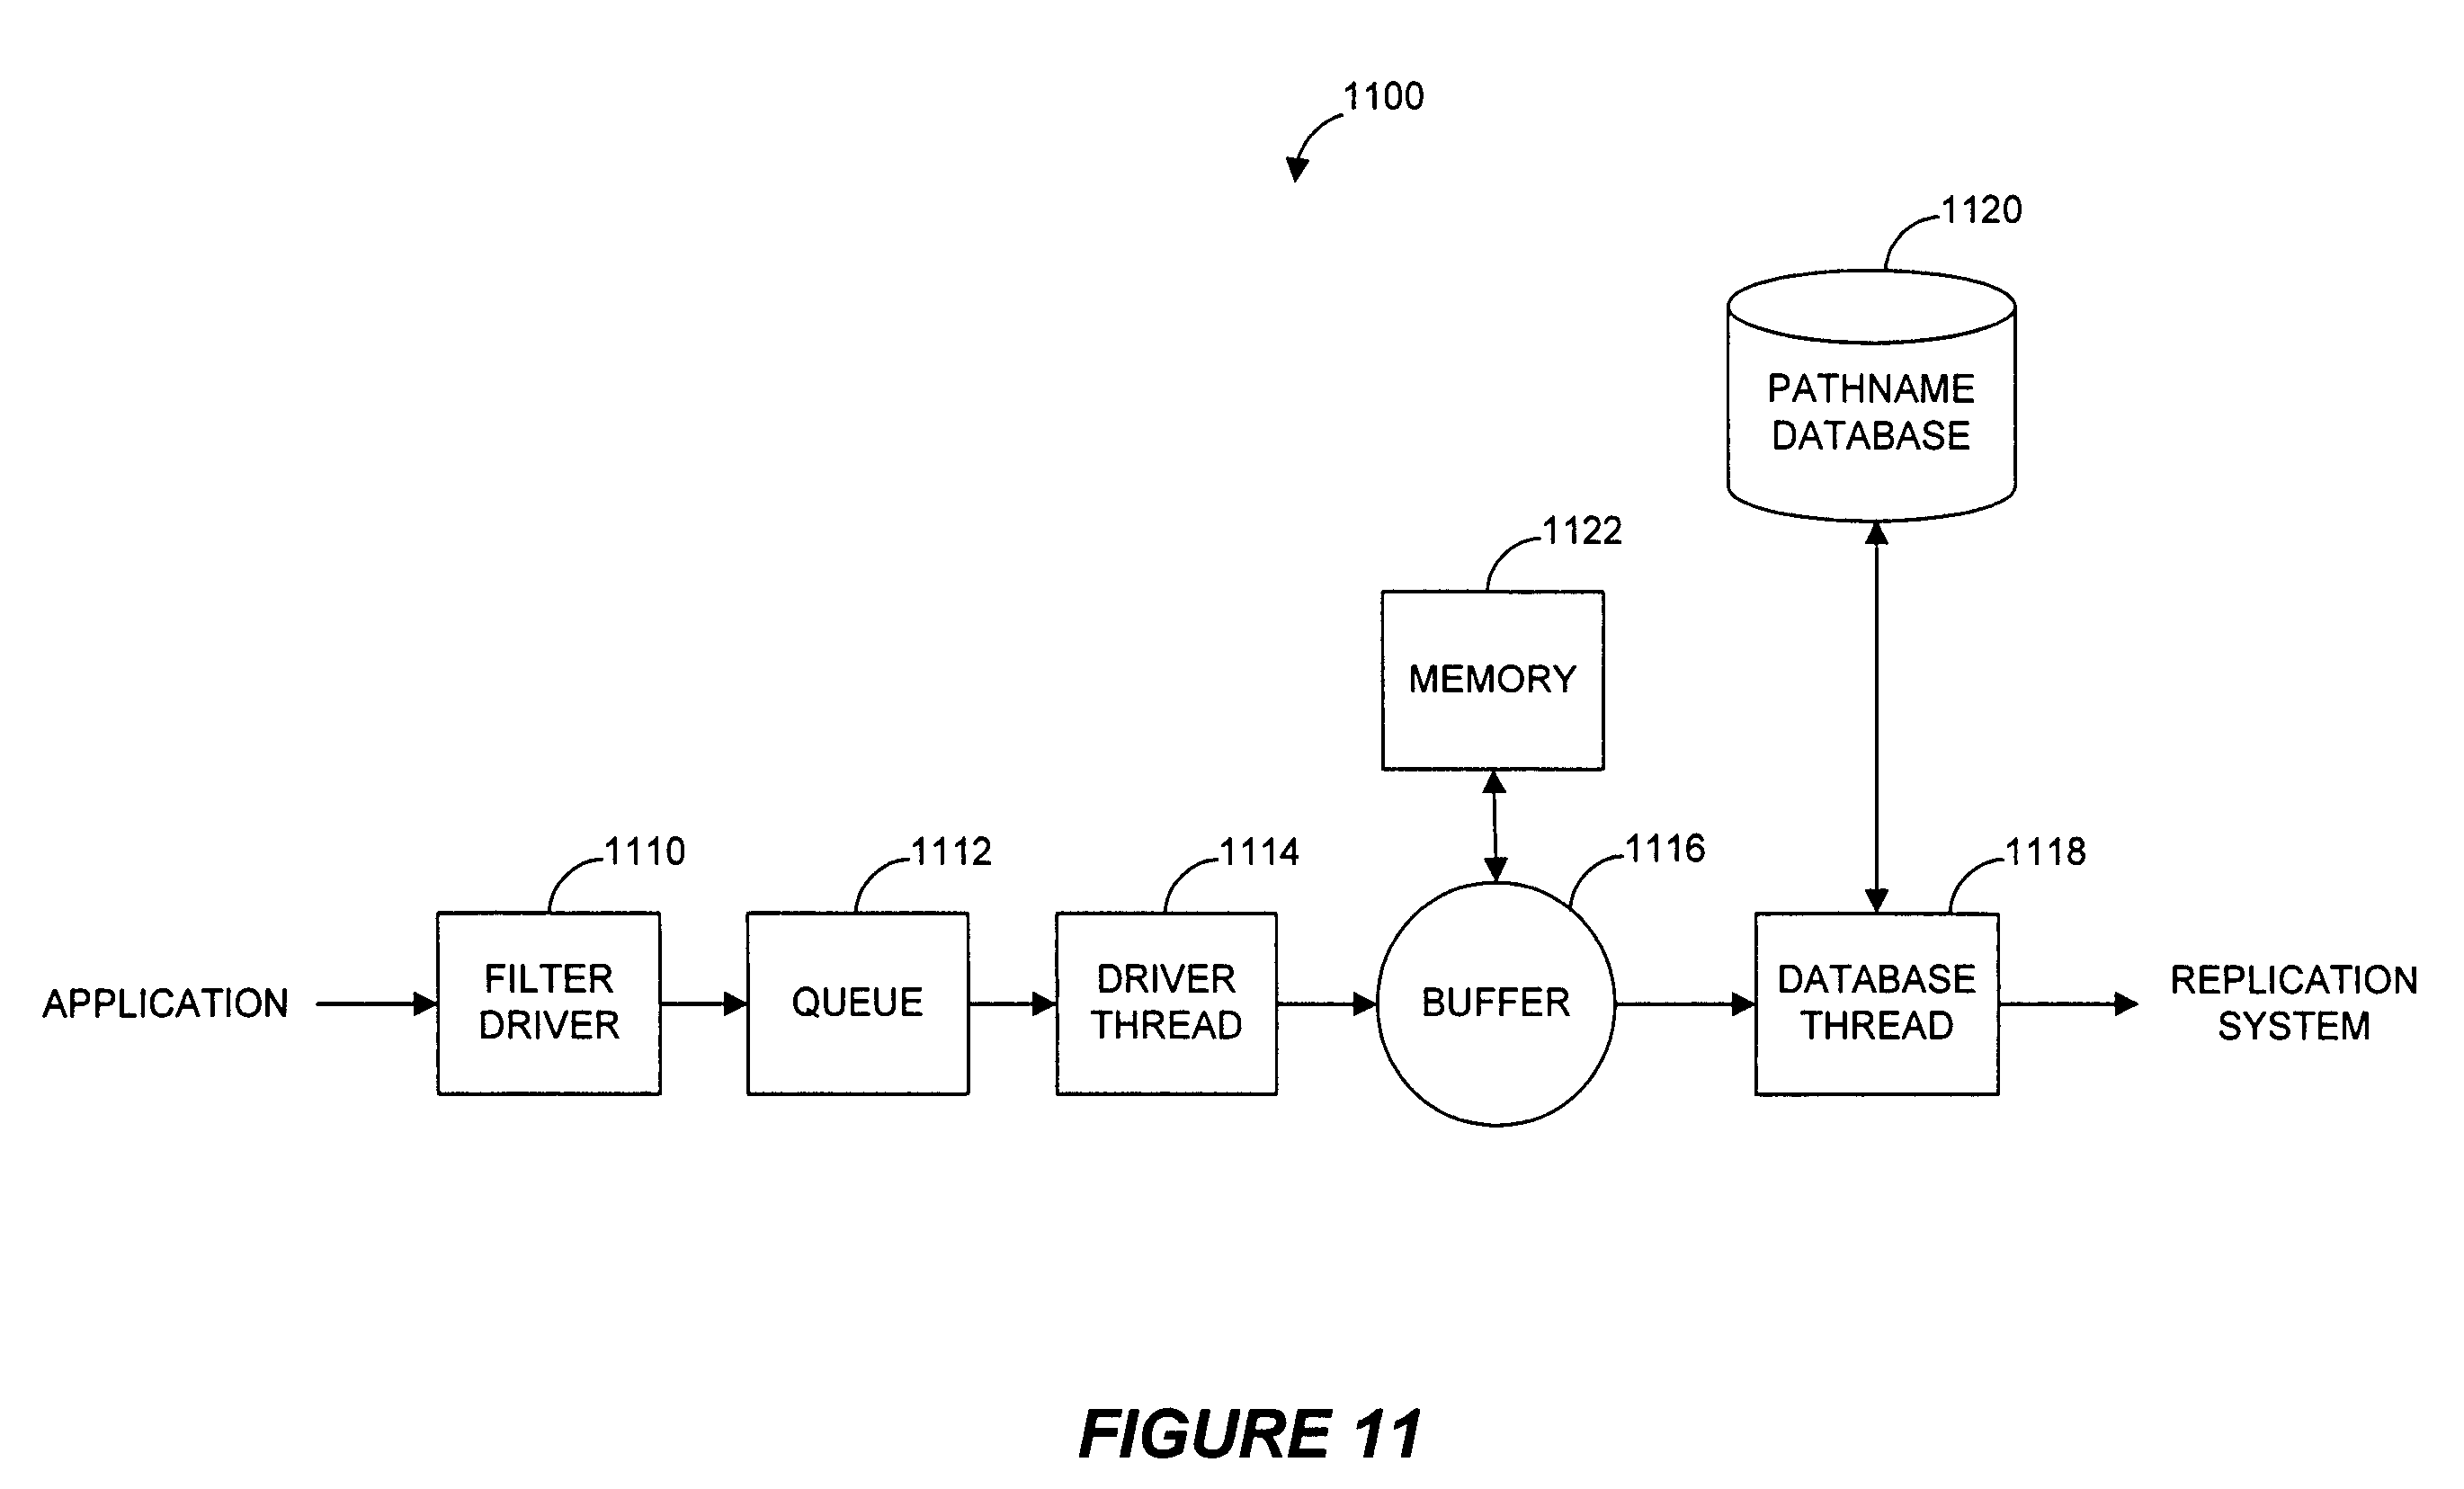 1100
1120
PATHNAME
DATABASE
1122
MEMORY
1110
1112
1114
1116
1118
APPLICATION
FILTER
DRIVER
QUEUE
DRIVER
THREAD
BUFFER
DATABASE
THREAD
REPLICATION
SYSTEM
FIGURE 11